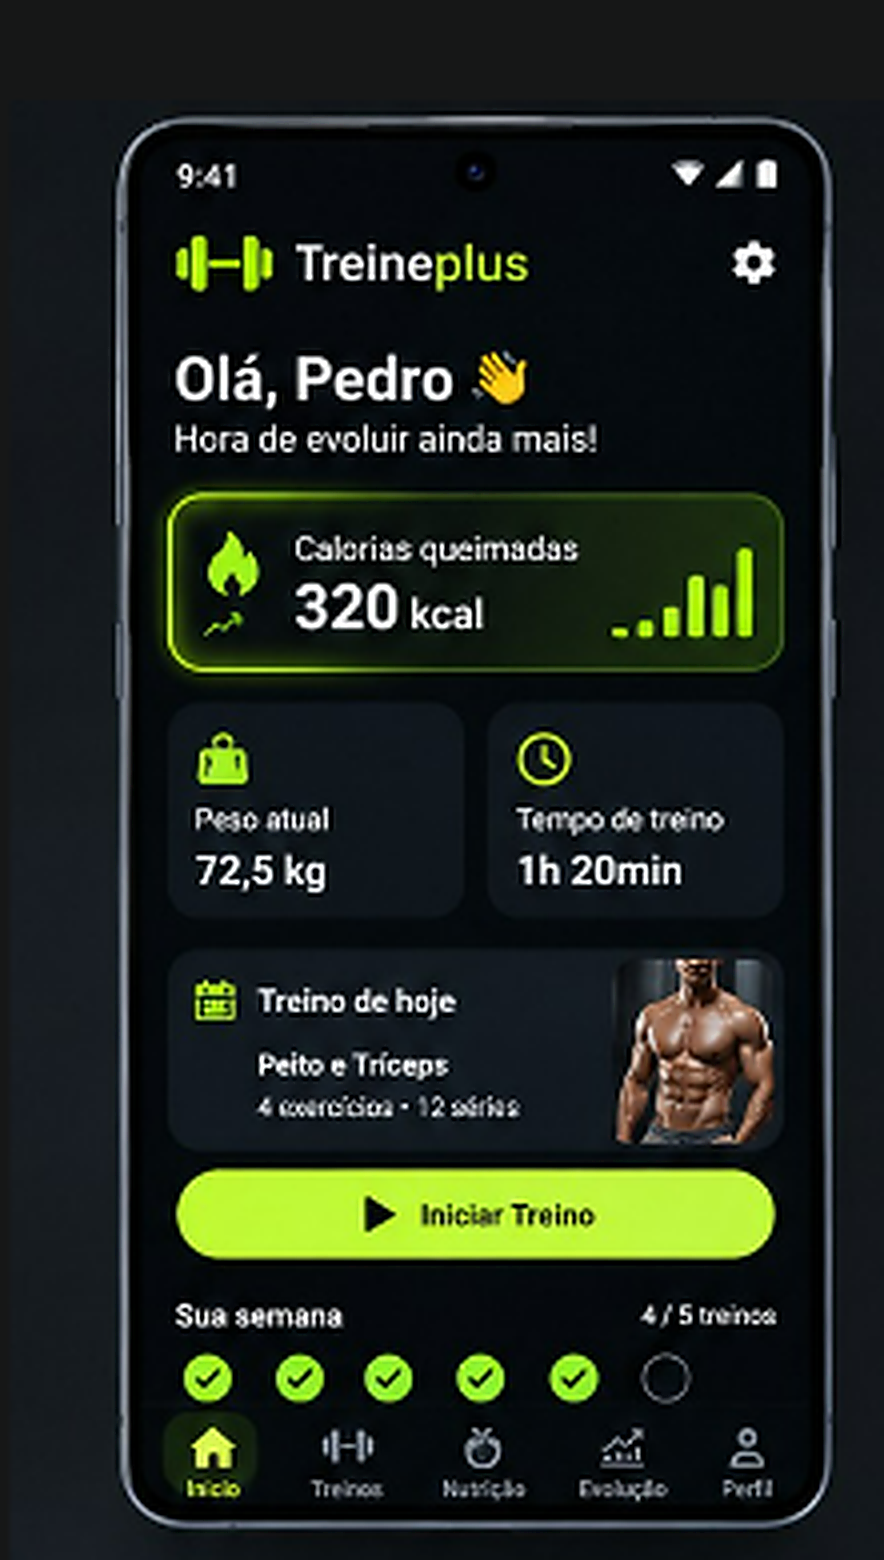 9:41
Treineplus
Olá, Pedro 👋
Hora de evoluir ainda mais!
Calorias queimadas
320 kcal
Peso atual
72,5 kg
Tempo de treino
1h 20min
Treino de hoje
Peito e Tríceps
4 exercícios • 12 séries
Iniciar Treino
Sua semana
4 / 5 treinos
Início
Treinos
Nutrição
Evolução
Perfil